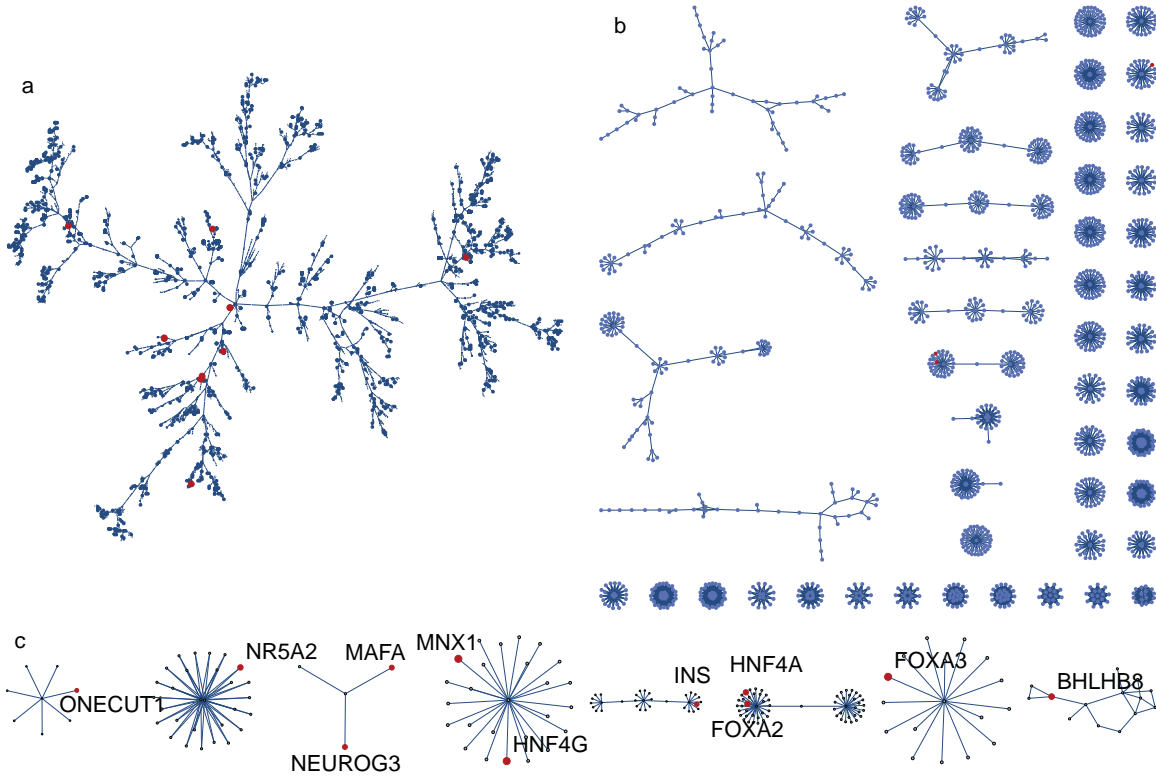 a
b
c
ONECUT1
NR5A2
MAFA
NEUROG3
MNX1
HNF4G
INS
HNF4A
FOXA2
FOXA3
BHLHB8